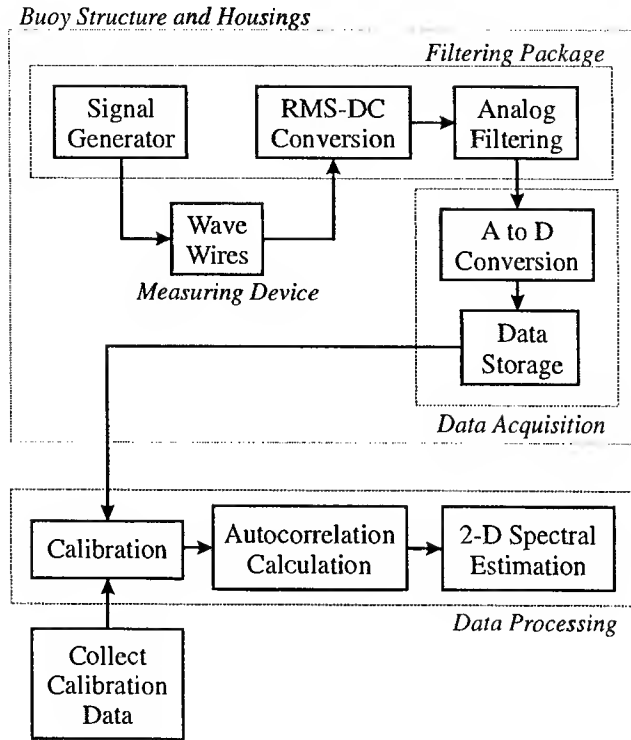 Buoy Structure and Housings
Filtering Package
Signal
Generator
RMS-DC
Conversion
Analog
Filtering
Wave
Wires
Measuring Device
A to D
Conversion
Data
Storage
Data Acquisition
Calibration
Autocorrelation
Calculation
2-D Spectral
Estimation
Data Processing
Collect
Calibration
Data